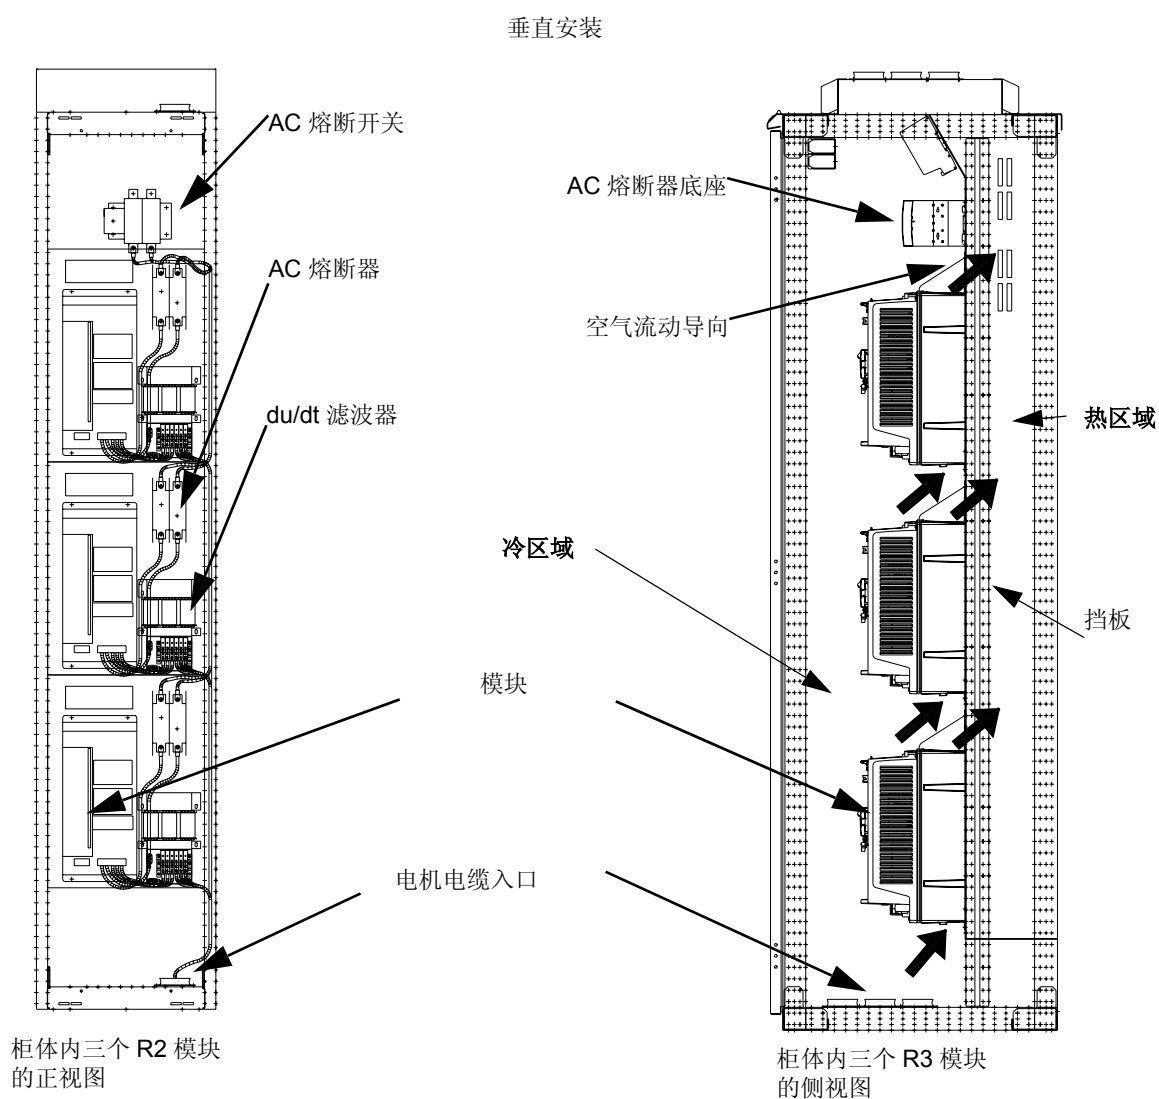 垂直安装
AC 熔断开关
AC 熔断器底座
AC 熔断器
空气流动导向
du/dt 滤波器
热区域
冷区域
挡板
模块
电机电缆入口
柜体内三个 R2 模块
的正视图
柜体内三个 R3 模块
的侧视图